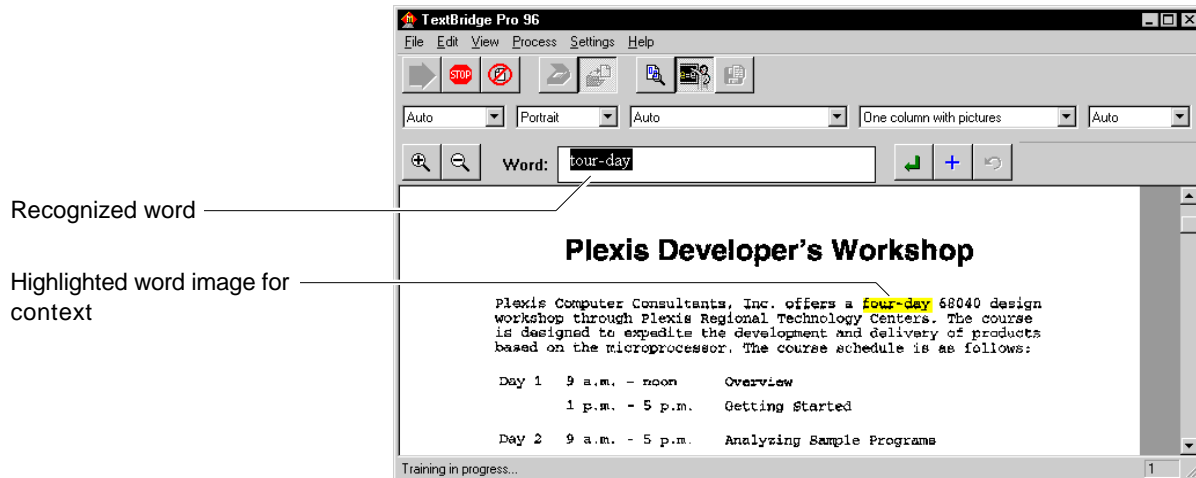 TextBridge Pro 96
File Edit View Process Settings Help
STOP
Auto Portrait Auto One column with pictures Auto
Word: tour-day
Recognized word
Plexis Developer's Workshop
Highlighted word image for
context
Plexis Computer Consultants, Inc. offers a four-day 68040 design
workshop through Plexis Regional Technology Centers. The course
is designed to expedite the development and delivery of products
based on the microprocessor. The course schedule is as follows:
Day 1 9 a.m. - noon Overview
1 p.m. - 5 p.m. Getting Started
Day 2 9 a.m. - 5 p.m. Analyzing Sample Programs
Training in progress... 1